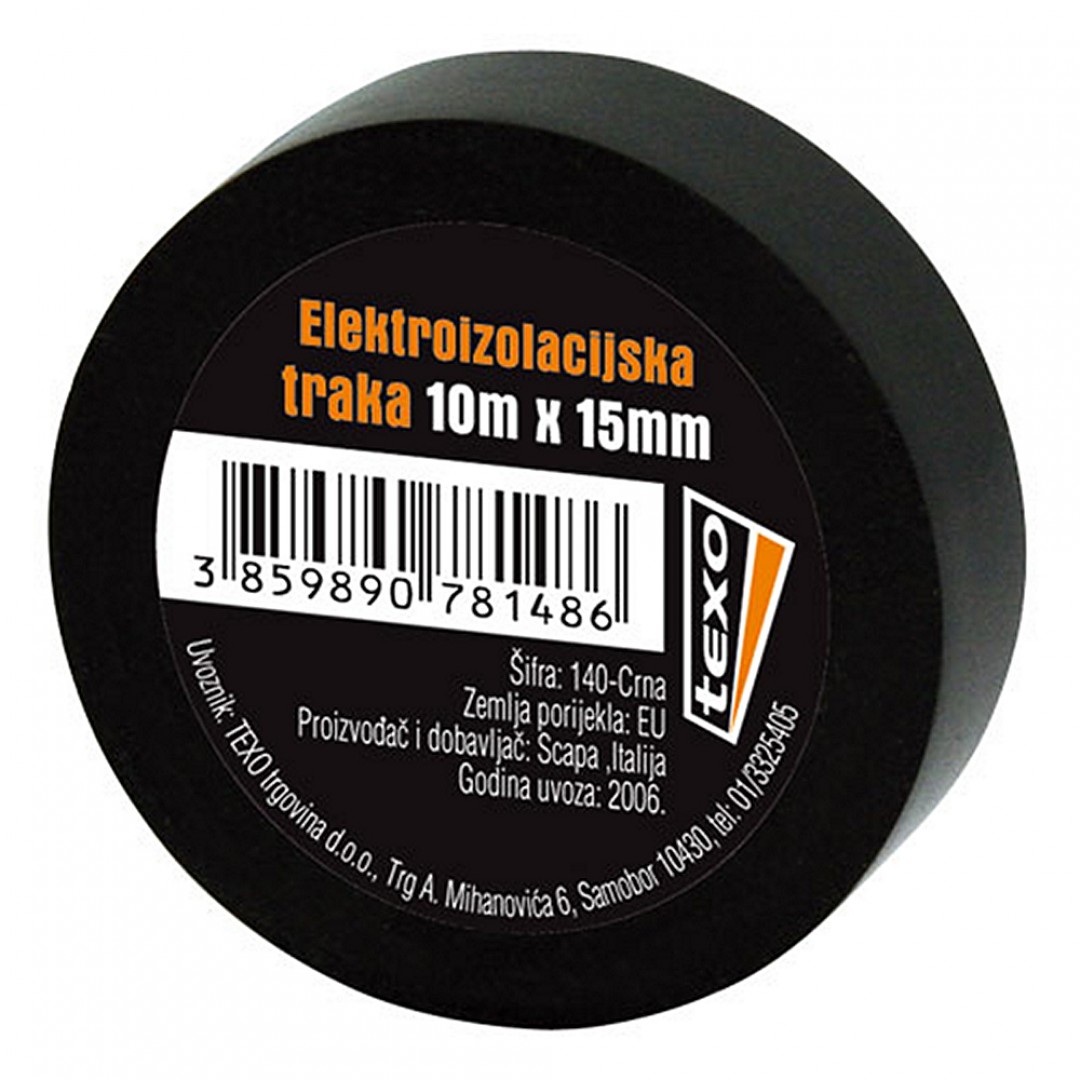 Elektroizolacijska
traka 10m x 15mm
3 859890 781486
texo
Šifra: 140-Crna
Zemlja porijekla: EU
Proizvođač i dobavljač: Scapa ,Italija
Godina uvoza: 2006.
Uvoznik: TEXO trgovina d.o.o., Trg A. Mihanovića 6, Samobor 10430, tel: 01/3325405